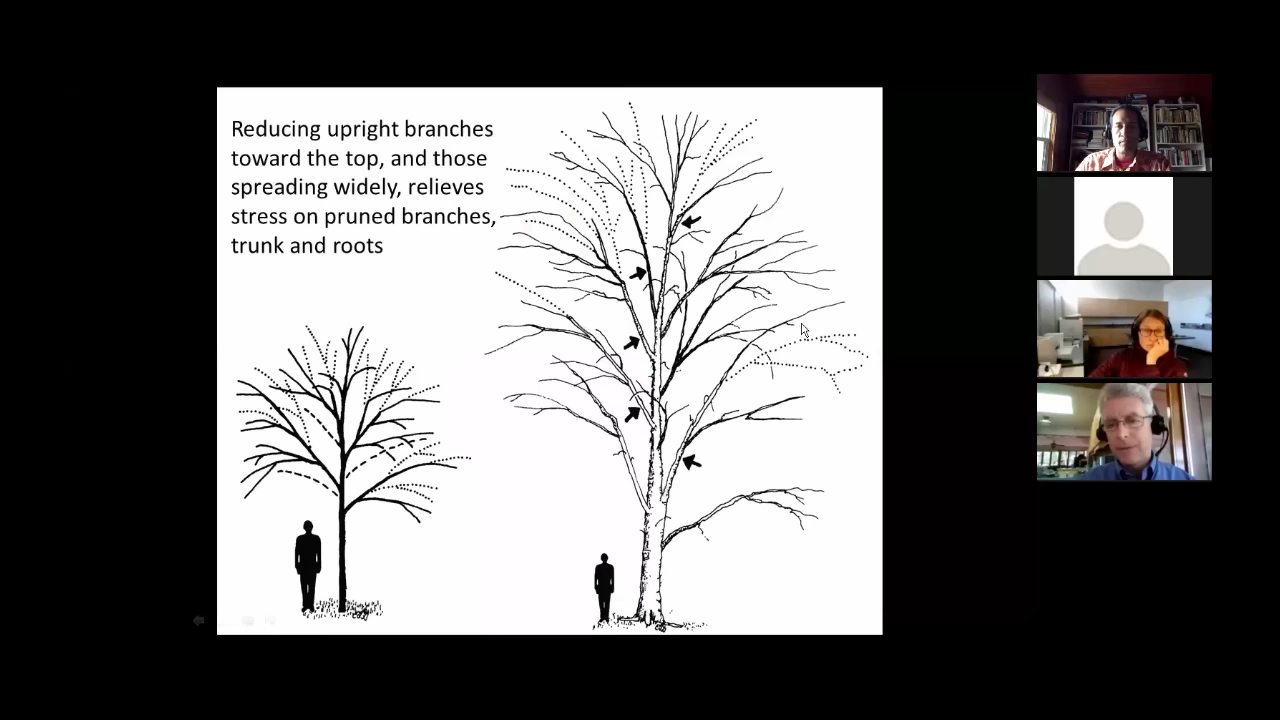 Reducing upright branches
toward the top, and those
spreading widely, relieves
stress on pruned branches,
trunk and roots